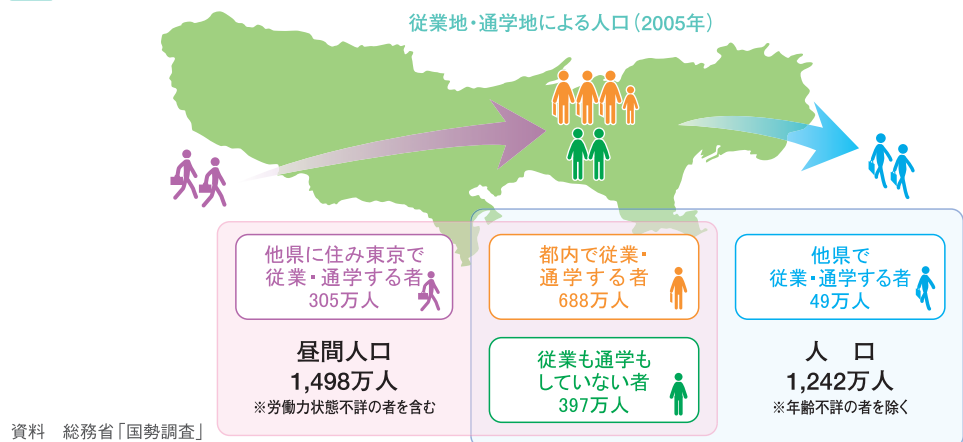 従業地・通学地による人口(2005年)
他県に住み東京で
従業・通学する者
305万人
都内で従業・
通学する者
688万人
他県で
従業・通学する者
49万人
昼間人口
1,498万人
※労働力状態不詳の者を含む
従業も通学も
していない者
397万人
人 口
1,242万人
※年齢不詳の者を除く
資料 総務省「国勢調査」